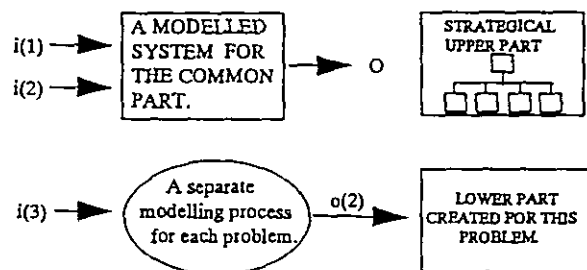 i(1)
i(2)
A MODELLED
SYSTEM FOR
THE COMMON
PART.
O
STRATEGICAL
UPPER PART
i(3)
A separate
modelling process
for each problem.
o(2)
LOWER PART
CREATED FOR THIS
PROBLEM.